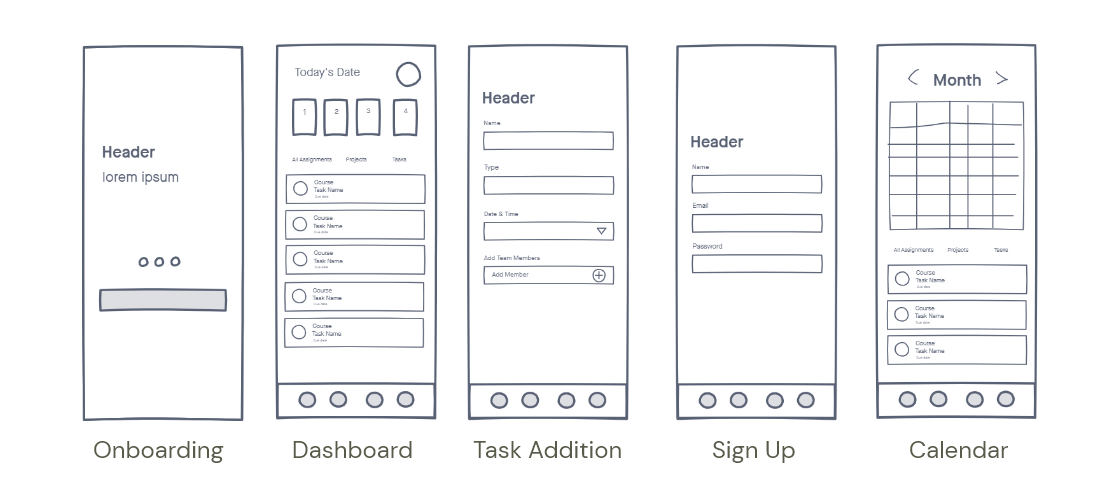 Header
lorem ipsum
Onboarding
Today's Date
1 2 3 4
All Assignments Projects Tasks
Course
Task Name
Due date
Course
Task Name
Due date
Course
Task Name
Due date
Course
Task Name
Due date
Course
Task Name
Due date
Dashboard
Header
Name
Type
Date & Time
Add Team Members
Add Member
Task Addition
Header
Name
Email
Password
Sign Up
Month
All Assignments Projects Tasks
Course
Task Name
Due date
Course
Task Name
Due date
Course
Task Name
Due date
Calendar